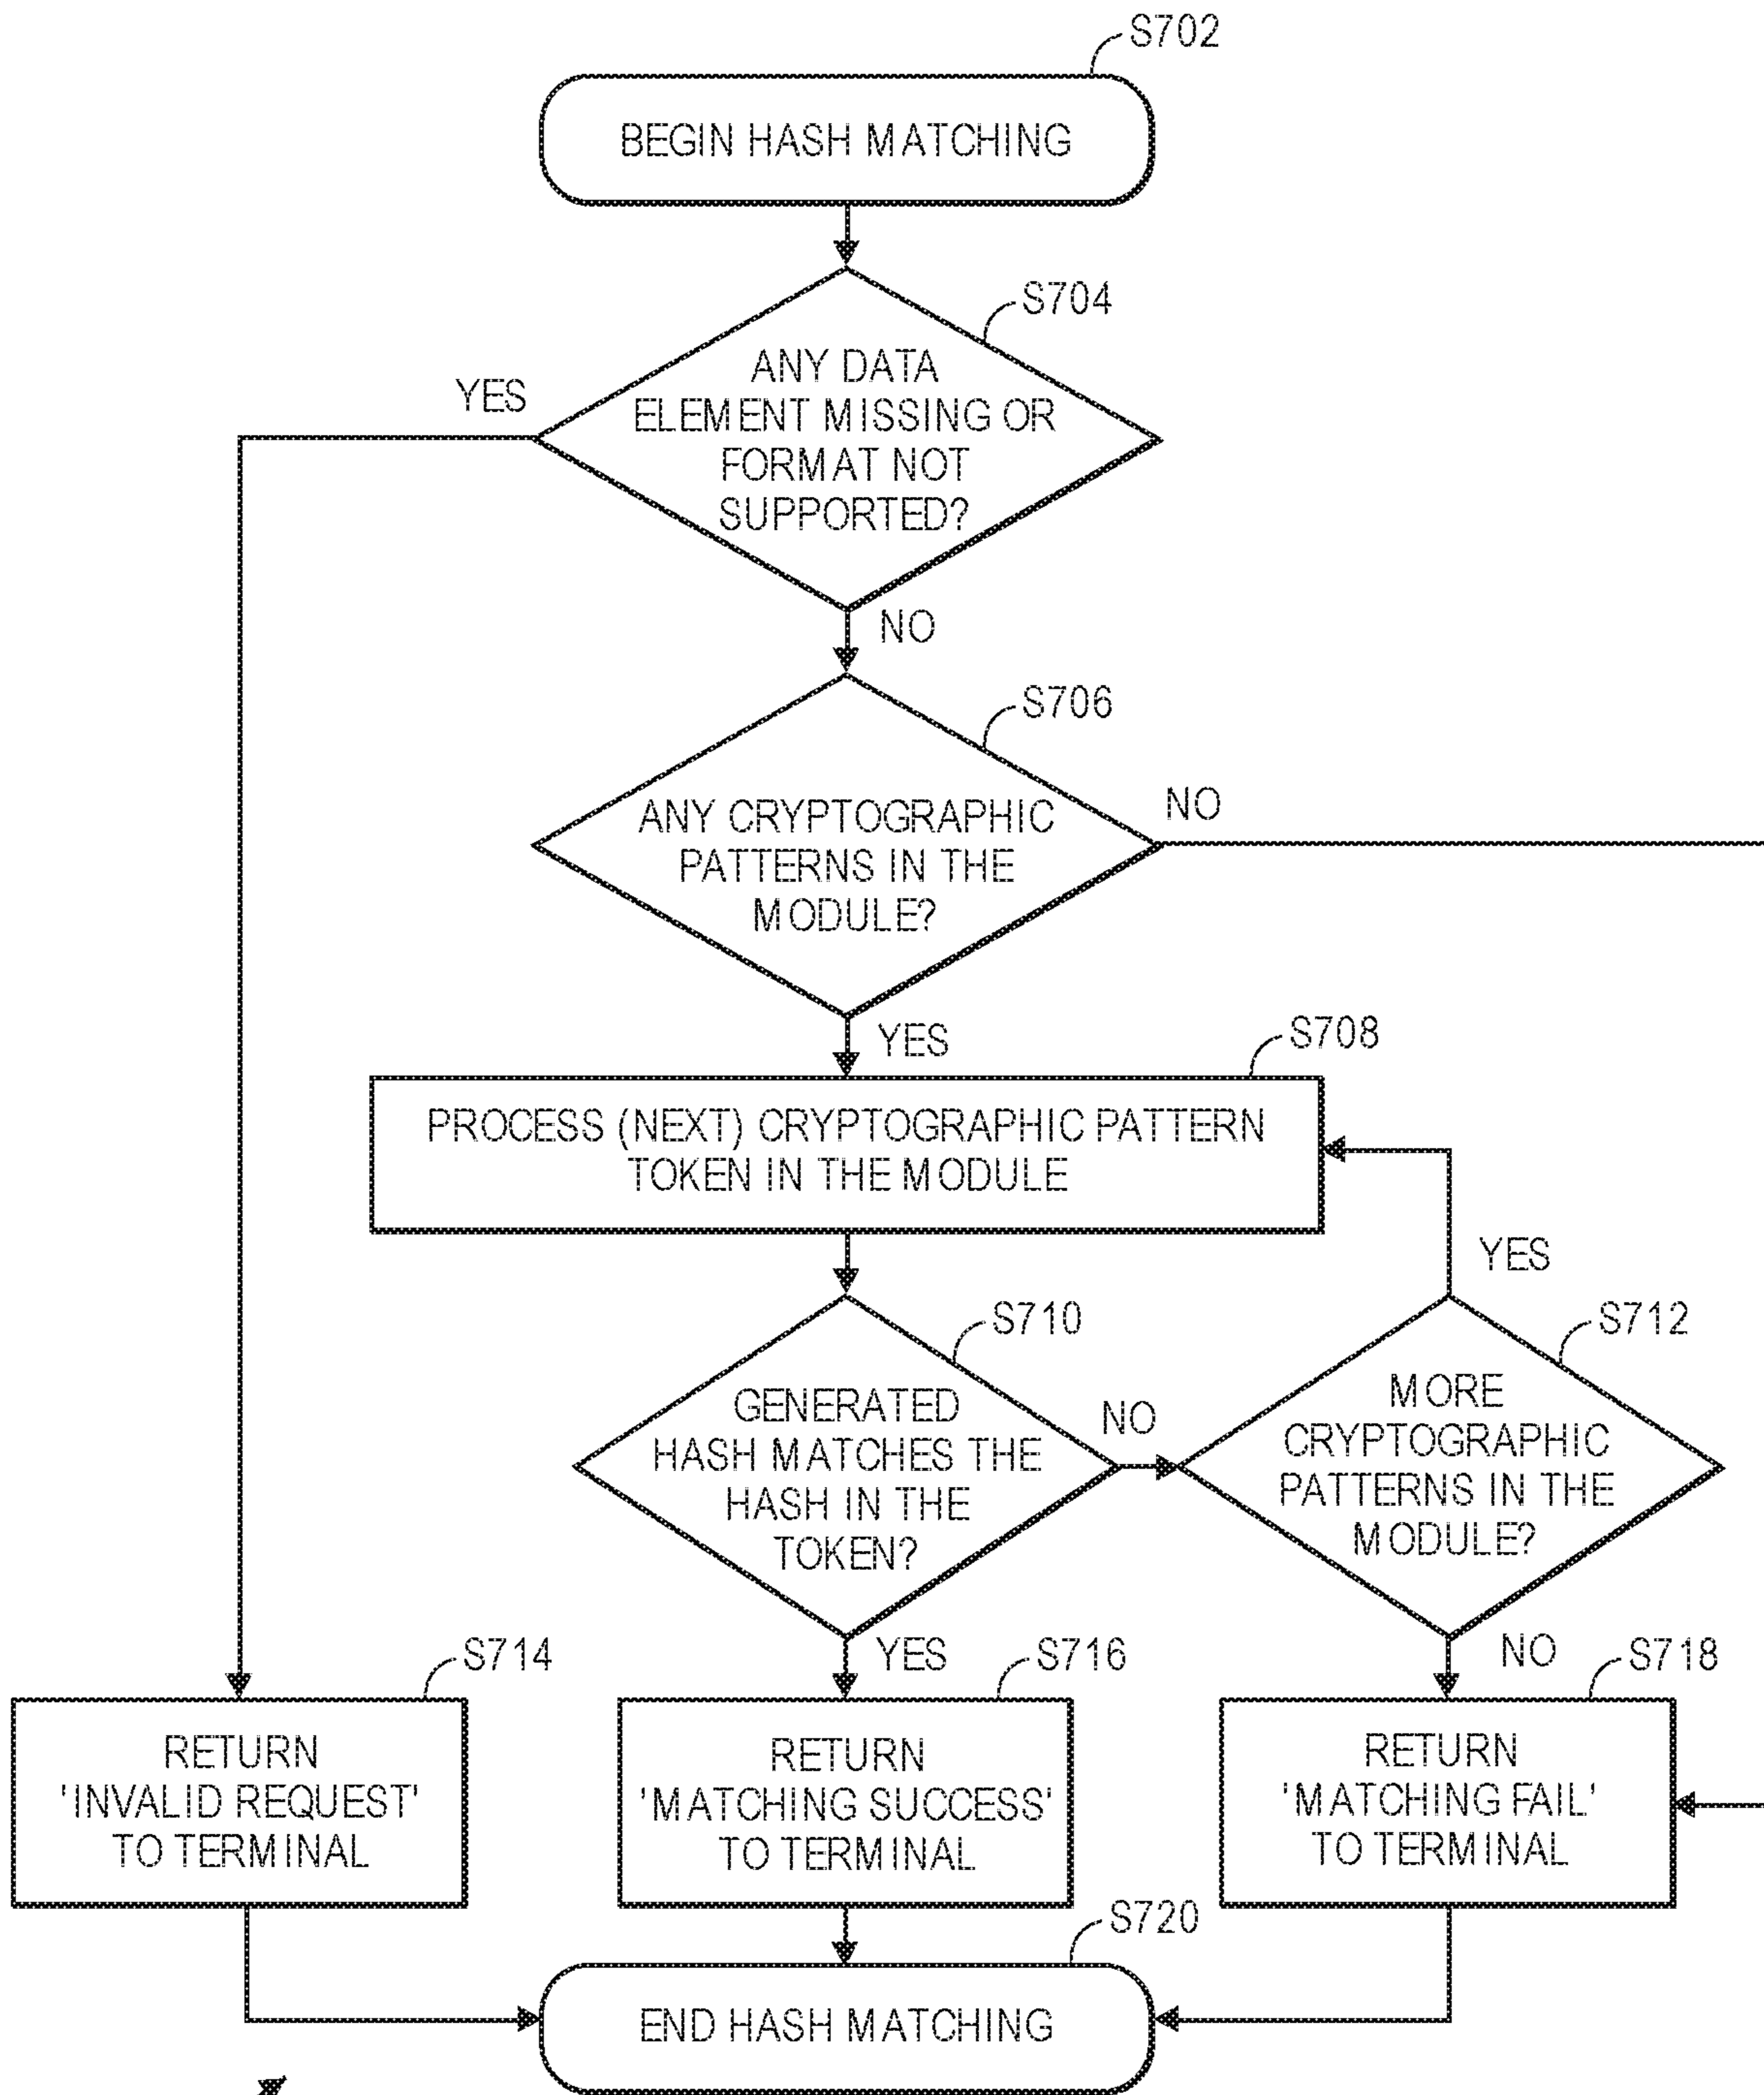 S702
BEGIN HASH MATCHING
S704
ANY DATA
ELEMENT MISSING OR
FORMAT NOT
SUPPORTED?
YES
NO
S706
ANY CRYPTOGRAPHIC
PATTERNS IN THE
MODULE?
NO
YES
S708
PROCESS (NEXT) CRYPTOGRAPHIC PATTERN
TOKEN IN THE MODULE
YES
S710
GENERATED
HASH MATCHES THE
HASH IN THE
TOKEN?
NO
S712
MORE
CRYPTOGRAPHIC
PATTERNS IN THE
MODULE?
YES
NO
S714
RETURN
'INVALID REQUEST'
TO TERMINAL
S716
RETURN
'MATCHING SUCCESS'
TO TERMINAL
S718
RETURN
'MATCHING FAIL'
TO TERMINAL
S720
END HASH MATCHING